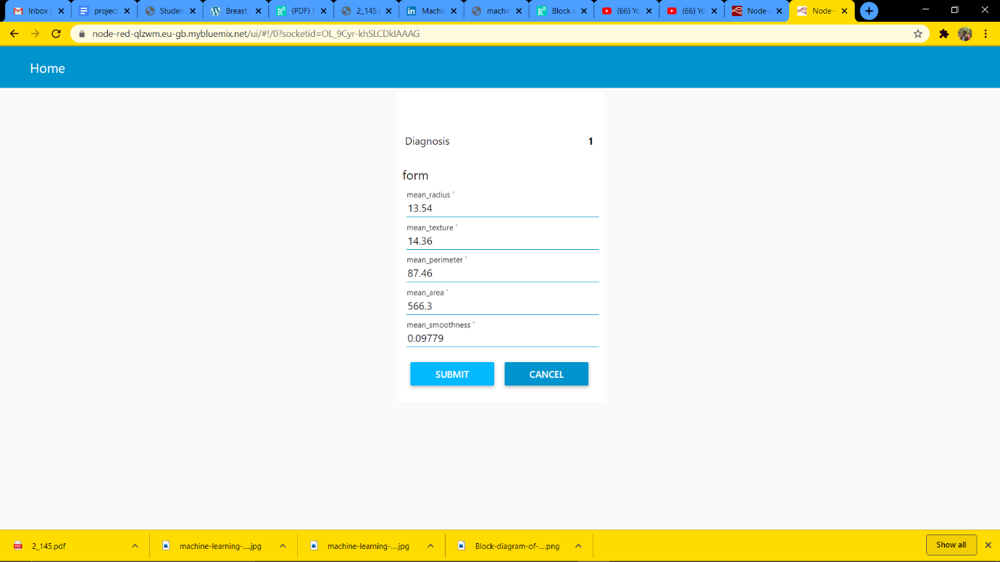 Inbox (
project
Studen
Breast
(PDF)
2_145.p
Machin
machin
Block
(66) Yo
(66) Yo
Node-
Node-
node-red-qlzwm.eu-gb.mybluemix.net/ui/#!/0?socketid=OL_9Cyr-khSLCDkIAAAG
Home
Diagnosis 1
form
mean_radius *
13.54
mean_texture *
14.36
mean_perimeter *
87.46
mean_area *
566.3
mean_smoothness *
0.09779
SUBMIT CANCEL
2_145.pdf machine-learning-....jpg machine-learning-....jpg Block-diagram-of-....png Show all